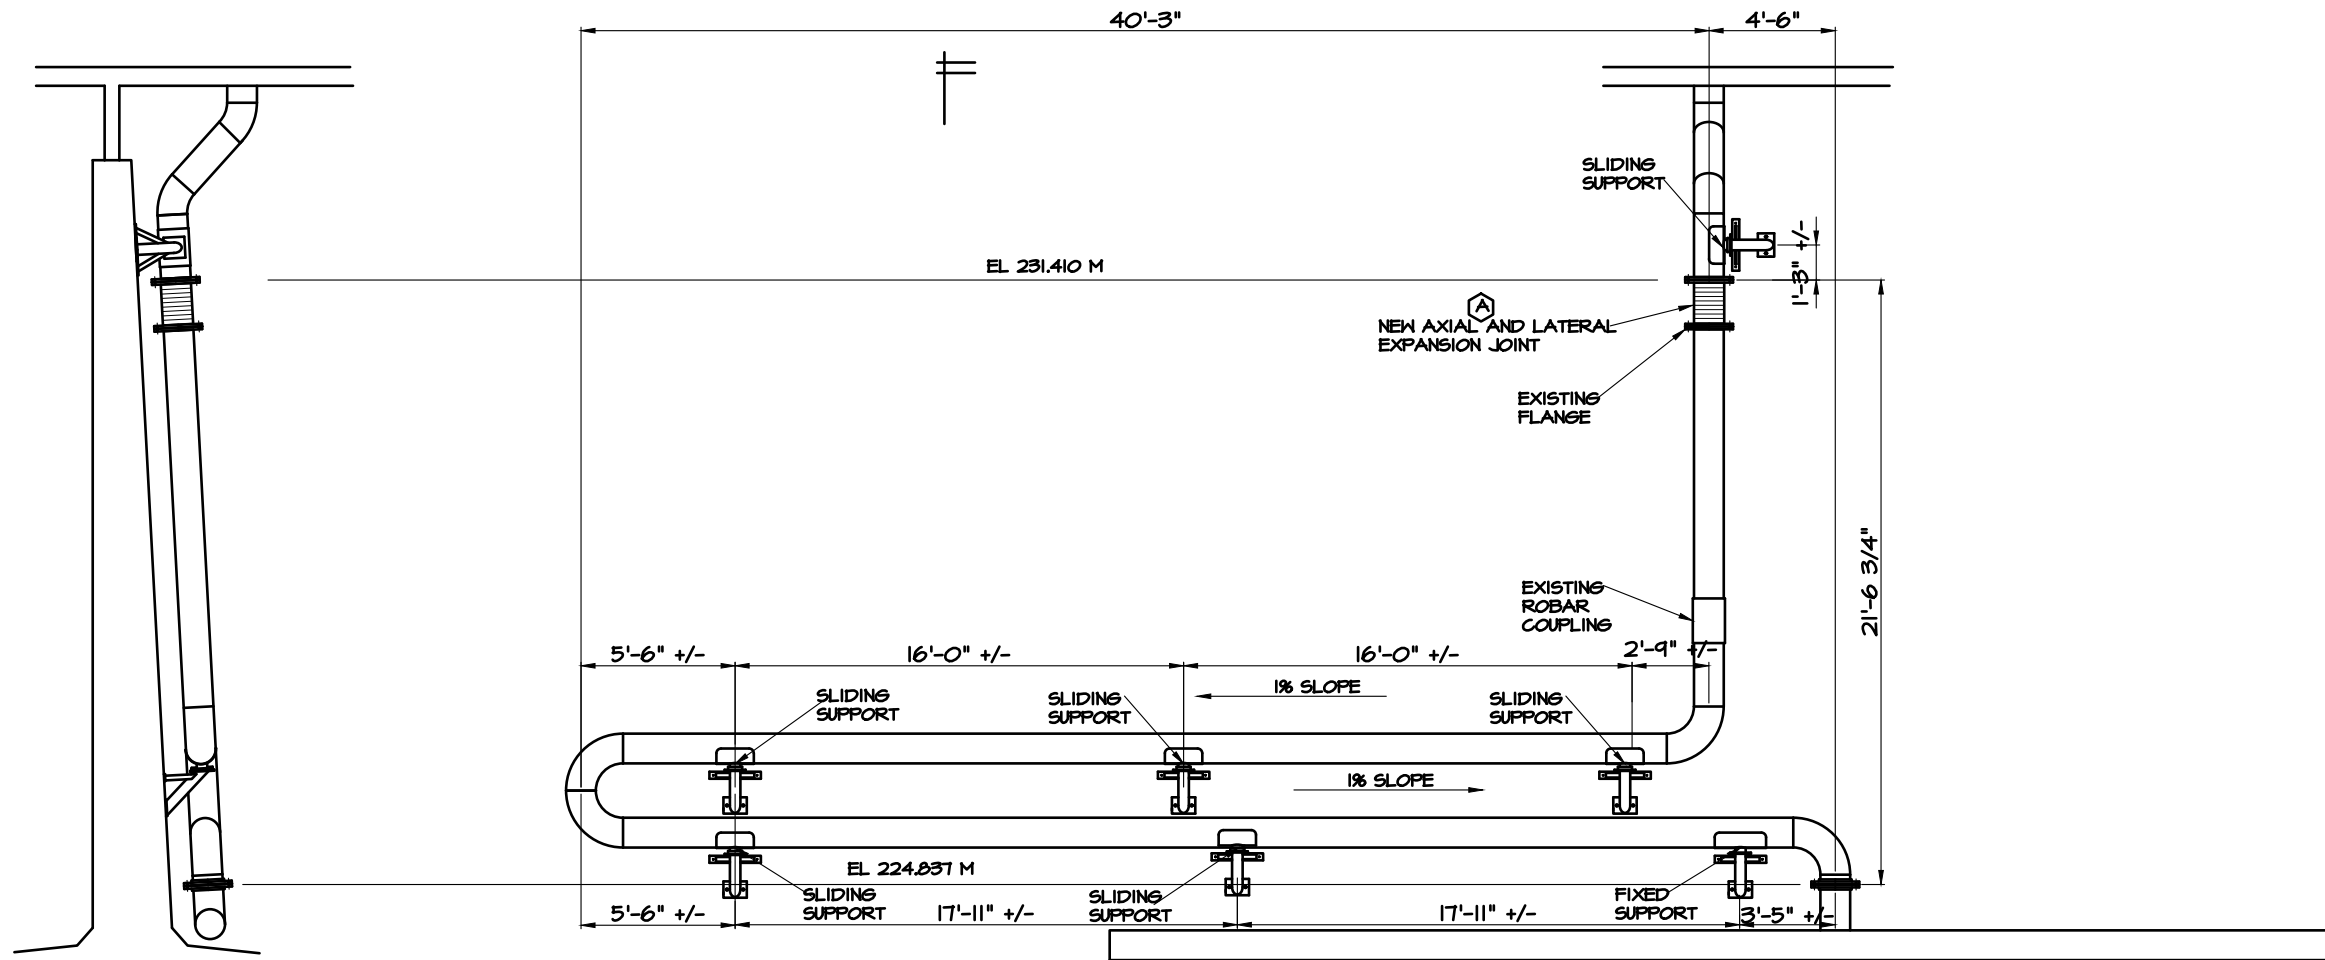 40'-3"
4'-6"
SLIDING
SUPPORT
1'-3" +/-
EL 231.410 M
A
NEW AXIAL AND LATERAL
EXPANSION JOINT
EXISTING
FLANGE
21'-6 3/4"
EXISTING
ROBAR
COUPLING
5'-6" +/-
16'-0" +/-
16'-0" +/-
2'-9" +/-
SLIDING
SUPPORT
SLIDING
SUPPORT
1% SLOPE
SLIDING
SUPPORT
1% SLOPE
EL 224.837 M
SLIDING
SUPPORT
SLIDING
SUPPORT
FIXED
SUPPORT
5'-6" +/-
17'-11" +/-
17'-11" +/-
3'-5" +/-